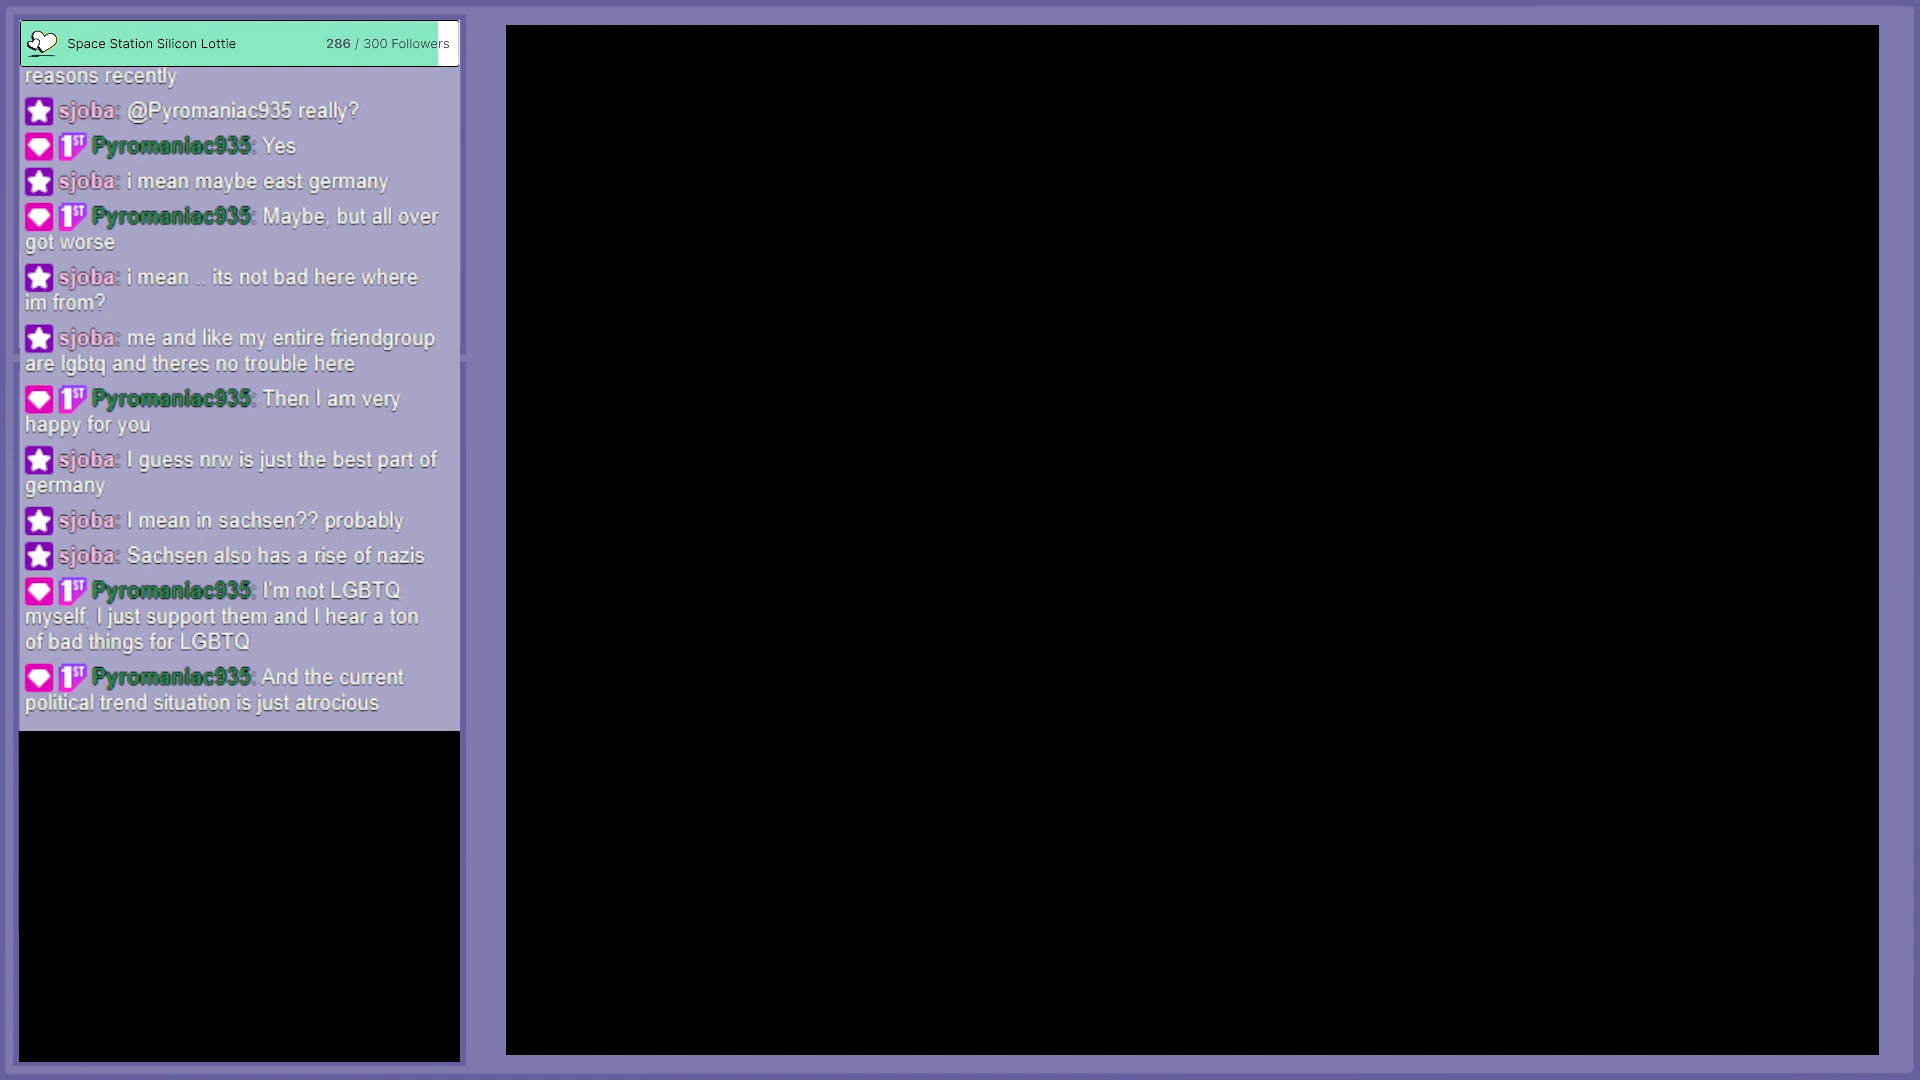 Space Station Silicon Lottie 286 / 300 Followers
reasons recently
sjoba: @Pyromaniac935 really?
1ST Pyromaniac935: Yes
sjoba: i mean maybe east germany
1ST Pyromaniac935: Maybe, but all over
got worse
sjoba: i mean .. its not bad here where
im from?
sjoba: me and like my entire friendgroup
are lgbtq and theres no trouble here
1ST Pyromaniac935: Then I am very
happy for you
sjoba: I guess nrw is just the best part of
germany
sjoba: I mean in sachsen?? probably
sjoba: Sachsen also has a rise of nazis
1ST Pyromaniac935: I'm not LGBTQ
myself, I just support them and I hear a ton
of bad things for LGBTQ
1ST Pyromaniac935: And the current
political trend situation is just atrocious